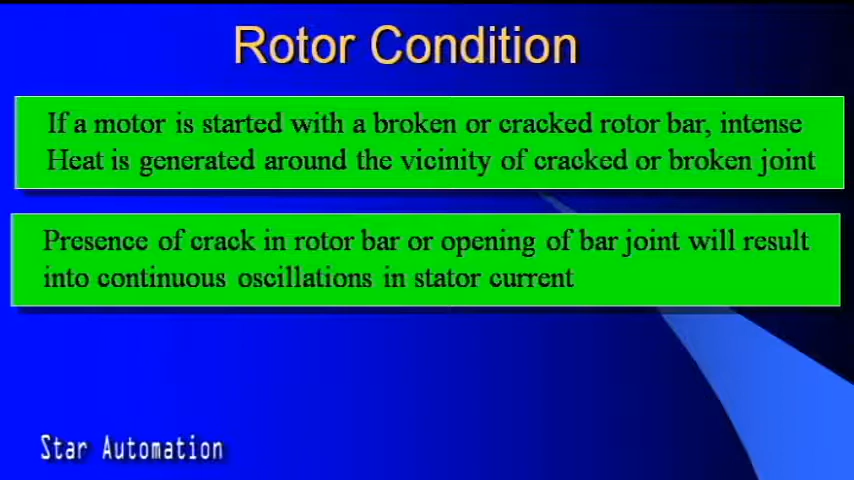 Rotor Condition
If a motor is started with a broken or cracked rotor bar, intense
Heat is generated around the vicinity of cracked or broken joint
Presence of crack in rotor bar or opening of bar joint will result
into continuous oscillations in stator current
Star Automation